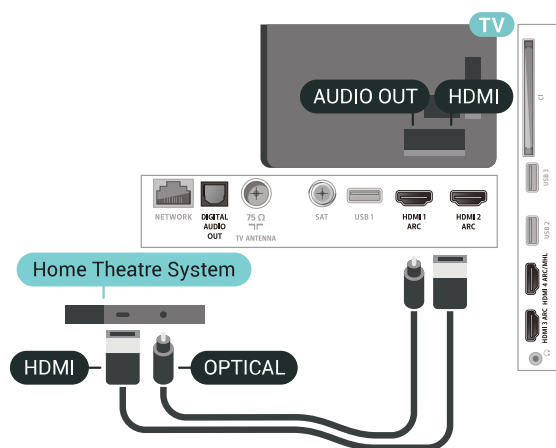 TV
AUDIO OUT
HDMI
CI
USB 3
USB 2
HDMI 4 ARC/MHL
HDMI 3 ARC
NETWORK
DIGITAL
AUDIO
OUT
75 Ω
TV ANTENNA
SAT
USB 1
HDMI 1
ARC
HDMI 2
ARC
Home Theatre System
HDMI
OPTICAL